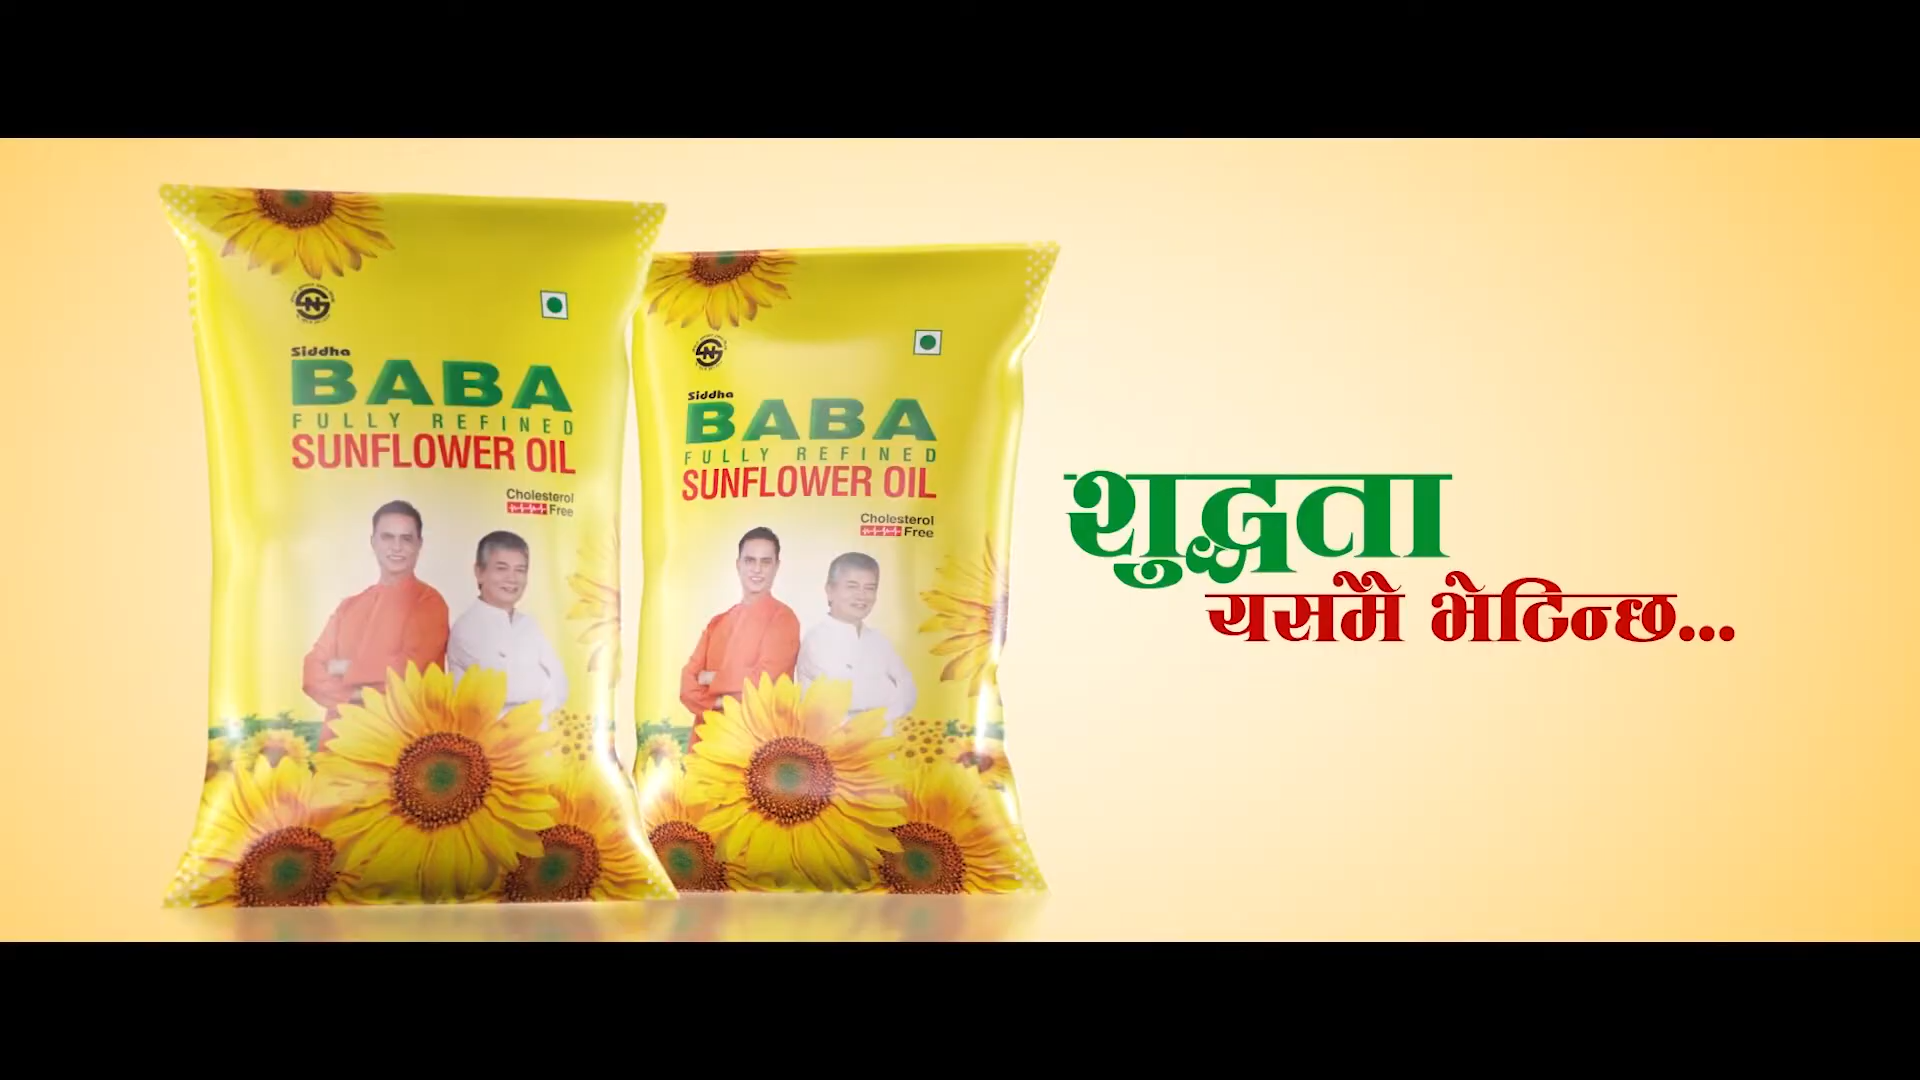 Siddha
BABA
FULLY REFINED
SUNFLOWER OIL
Cholesterol
Free
Siddha
BABA
FULLY REFINED
SUNFLOWER OIL
Cholesterol
Free
शुद्धता
यसमै भेटिन्छ...